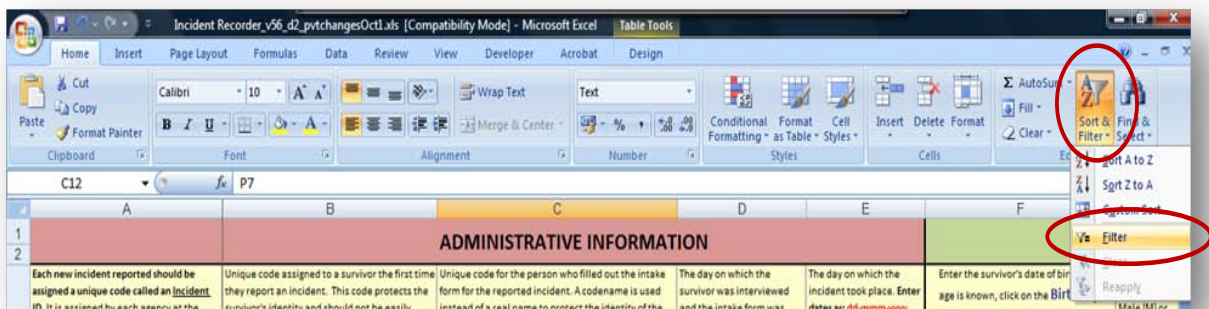 Incident Recorder_v56_d2_pvtchangesOct1.xls [Compatibility Mode] - Microsoft Excel Table Tools
Home Insert Page Layout Formulas Data Review View Developer Acrobat Design
Cut
Copy
Format Painter
Paste
Clipboard
Calibri 10 A A
B I U A
Font
Wrap Text
Merge & Center
Alignment
Text
% ,
Number
Conditional Formatting
Format as Table
Cell Styles
Styles
Insert Delete Format
Cells
Σ AutoSum
Fill
Clear
Sort & Filter
Find & Select
Sort A to Z
Sort Z to A
Custom Sort
Filter
Clear
Reapply
C12 fx P7
A B C D E F
1
2
ADMINISTRATIVE INFORMATION
Each new incident reported should be
assigned a unique code called an Incident
ID. It is assigned by each agency at the
Unique code assigned to a survivor the first time
they report an incident. This code protects the
survivor's identity and should not be easily
Unique code for the person who filled out the intake
form for the reported incident. A codename is used
instead of a real name to protect the identity of the
The day on which the
survivor was interviewed
and the intake form was
The day on which the
incident took place. Enter
dates as: dd-mmm-yyyy
Enter the survivor's date of bir
age is known, click on the Birt
Male (M) or